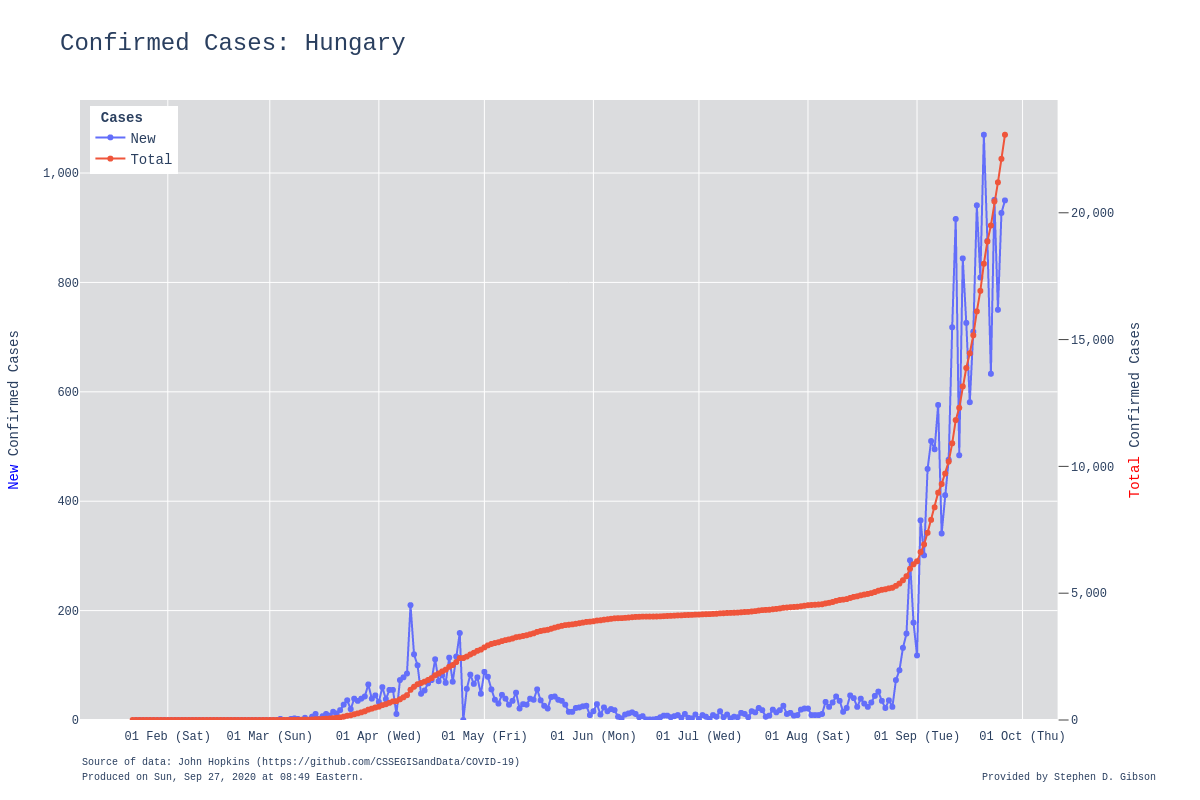 Confirmed Cases: Hungary
Cases
New
Total
1,000
800
600
400
200
0
New Confirmed Cases
20,000
15,000
10,000
5,000
0
Total Confirmed Cases
01 Feb (Sat) 01 Mar (Sun) 01 Apr (Wed) 01 May (Fri) 01 Jun (Mon) 01 Jul (Wed) 01 Aug (Sat) 01 Sep (Tue) 01 Oct (Thu)
Source of data: John Hopkins (https://github.com/CSSEGISandData/COVID-19)
Produced on Sun, Sep 27, 2020 at 08:49 Eastern.
Provided by Stephen D. Gibson